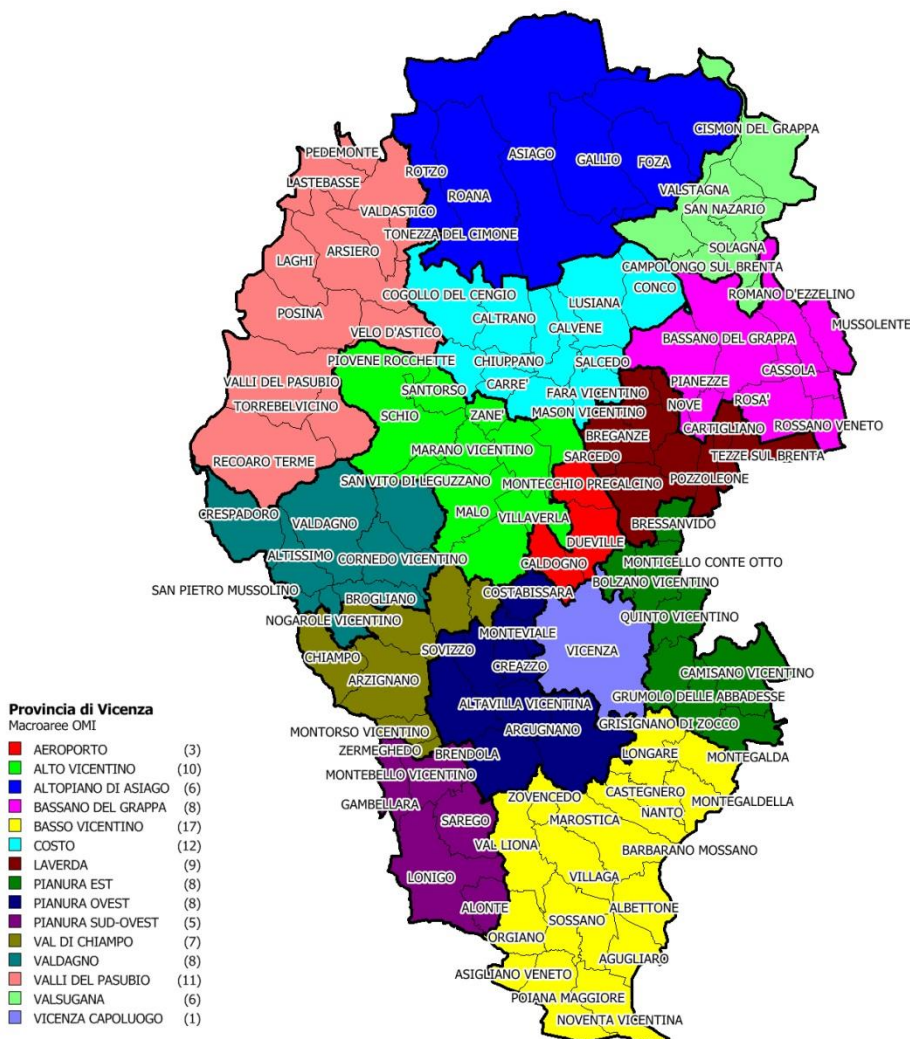 CISMON DEL GRAPPA
PEDEMONTE
ASIAGO
GALLIO
FOZA
ROTZO
LASTEBASSE
ROANA
VALSTAGNA
VALDASTICO
SAN NAZARIO
TONEZZA DEL CIMONE
ARSIERO
SOLAGNA
LAGHI
CAMPOLONGO SUL BRENTA
CONCO
COGOLLO DEL CENGIO
ROMANO D'EZZELINO
LUSIANA
POSINA
CALTRANO
MUSSOLENTE
CALVENE
VELO D'ASTICO
BASSANO DEL GRAPPA
PIOVENE ROCCHETTE
CHIUPPANO
SALCEDO
CASSOLA
VALLI DEL PASUBIO
CARRE'
PIANEZZE
SANTORSO
FARA VICENTINO
NOVE
ROSA'
TORREBELVICINO
SCHIO
ZANE'
MASON VICENTINO
CARTIGLIANO
ROSSANO VENETO
BREGANZE
MARANO VICENTINO
SARCEDO
TEZZE SUL BRENTA
RECOARO TERME
POZZOLEONE
SAN VITO DI LEGUZZANO
MONTECCHIO PRECALCINO
CRESPADORO
MALO
VILLAVERLA
VALDAGNO
BRESSANVIDO
DUEVILLE
ALTISSIMO
CORNEDO VICENTINO
CALDOGNO
MONTICELLO CONTE OTTO
BOLZANO VICENTINO
SAN PIETRO MUSSOLINO
COSTABISSARA
BROGLIANO
QUINTO VICENTINO
NOGAROLE VICENTINO
MONTEVIALE
SOVIZZO
VICENZA
CHIAMPO
CREAZZO
CAMISANO VICENTINO
ARZIGNANO
GRUMOLO DELLE ABBADESSE
ALTAVILLA VICENTINA
GRISIGNANO DI ZOCCO
ARCUGNANO
MONTORSO VICENTINO
ZERMEGHEDO
BRENDOLA
LONGARE
MONTEGALDA
MONTEBELLO VICENTINO
CASTEGNERO
GAMBELLARA
ZOVENCEDO
MONTEGALDELLA
NANTO
SAREGO
MAROSTICA
VAL LIONA
BARBARANO MOSSANO
LONIGO
VILLAGA
ALONTE
ALBETTONE
SOSSANO
ORGIANO
AGUGLIARO
ASIGLIANO VENETO
POIANA MAGGIORE
NOVENTA VICENTINA
Provincia di Vicenza
Macroaree OMI
AEROPORTO (3)
ALTO VICENTINO (10)
ALTOPIANO DI ASIAGO (6)
BASSANO DEL GRAPPA (8)
BASSO VICENTINO (17)
COSTO (12)
LAVERDA (9)
PIANURA EST (8)
PIANURA OVEST (8)
PIANURA SUD-OVEST (5)
VAL DI CHIAMPO (7)
VALDAGNO (8)
VALLI DEL PASUBIO (11)
VALSUGANA (6)
VICENZA CAPOLUOGO (1)